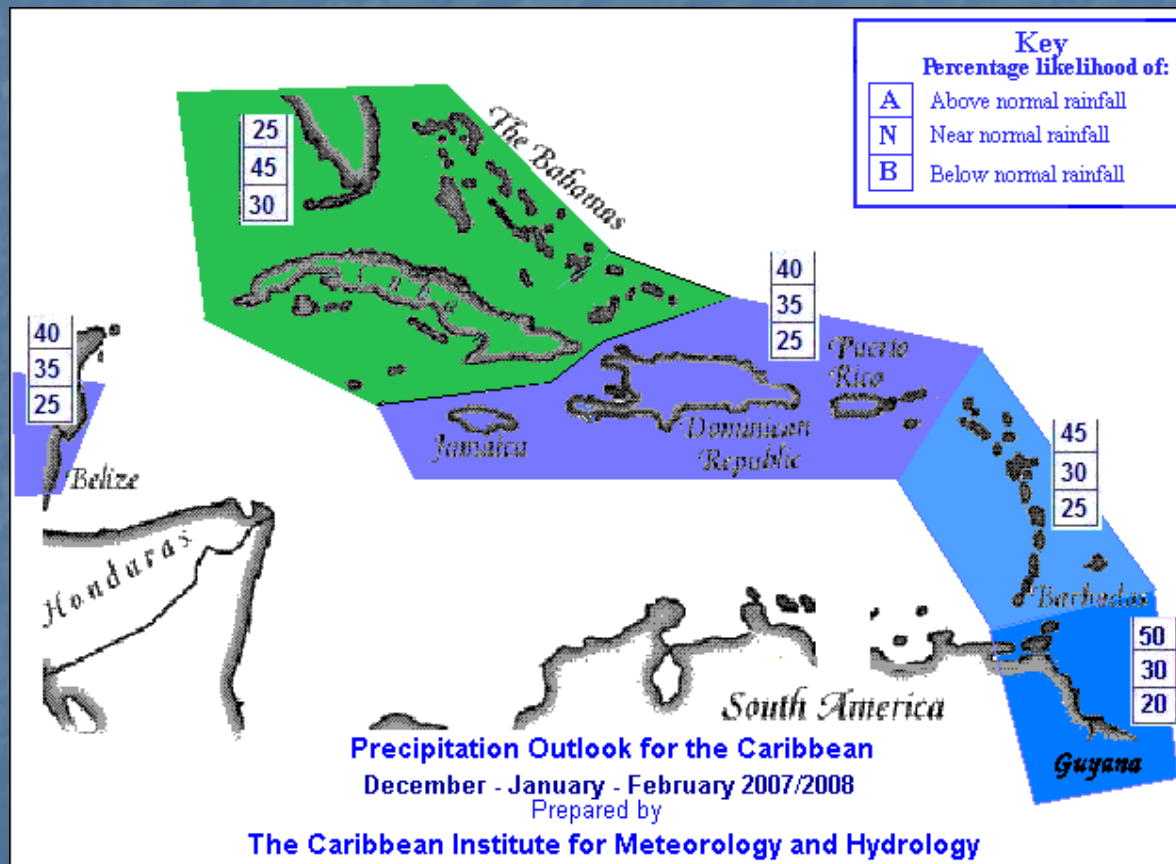 Key
Percentage likelihood of:
A Above normal rainfall
N Near normal rainfall
B Below normal rainfall
25
45
30
The Bahamas
Cuba
40
35
25
Puerto
Rico
40
35
25
Belize
Jamaica
Dominican
Republic
45
30
25
Barbados
Honduras
50
30
20
South America
Guyana
Precipitation Outlook for the Caribbean
December - January - February 2007/2008
Prepared by
The Caribbean Institute for Meteorology and Hydrology